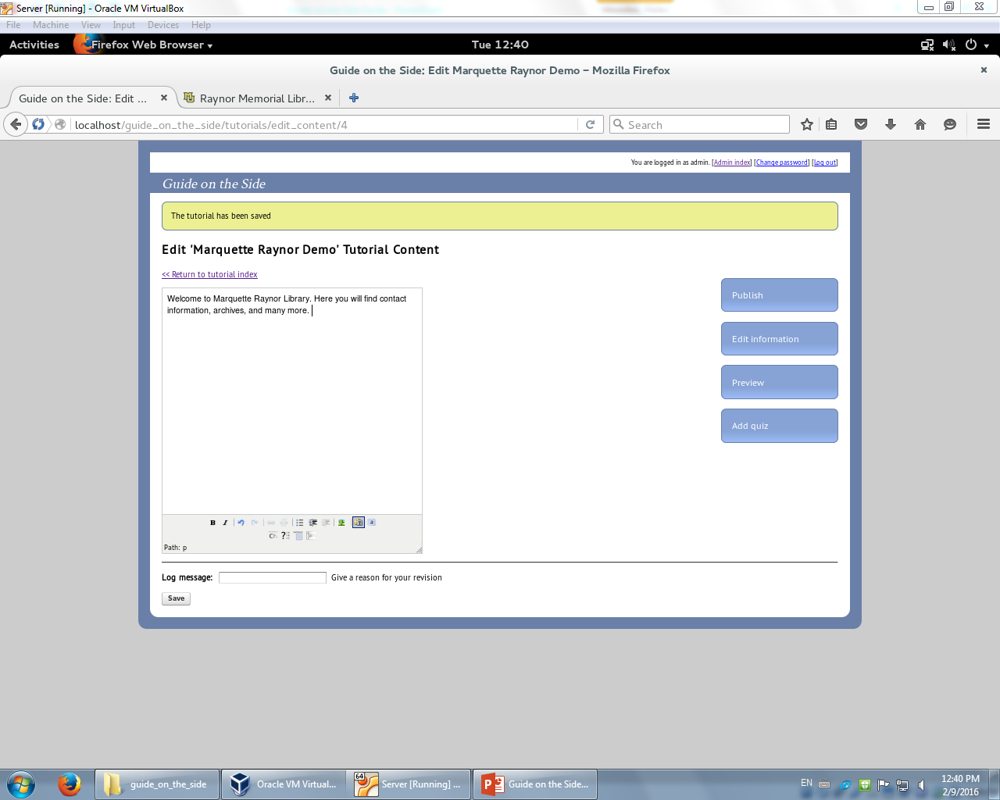 Server [Running] - Oracle VM VirtualBox
File Machine View Input Devices Help
Activities Firefox Web Browser Tue 12:40
Guide on the Side: Edit Marquette Raynor Demo – Mozilla Firefox
Guide on the Side: Edit ... Raynor Memorial Libr...
localhost/guide_on_the_side/tutorials/edit_content/4 Search
You are logged in as admin. [Admin index] [Change password] [Log out]
Guide on the Side
The tutorial has been saved
Edit 'Marquette Raynor Demo' Tutorial Content
<< Return to tutorial index
Welcome to Marquette Raynor Library. Here you will find contact
information, archives, and many more.
Publish
Edit information
Preview
Add quiz
B I
Path: p
Log message: Give a reason for your revision
Save
guide_on_the_side Oracle VM Virtual... 64 Server [Running] ... Guide on the Side... EN 12:40 PM
2/9/2016